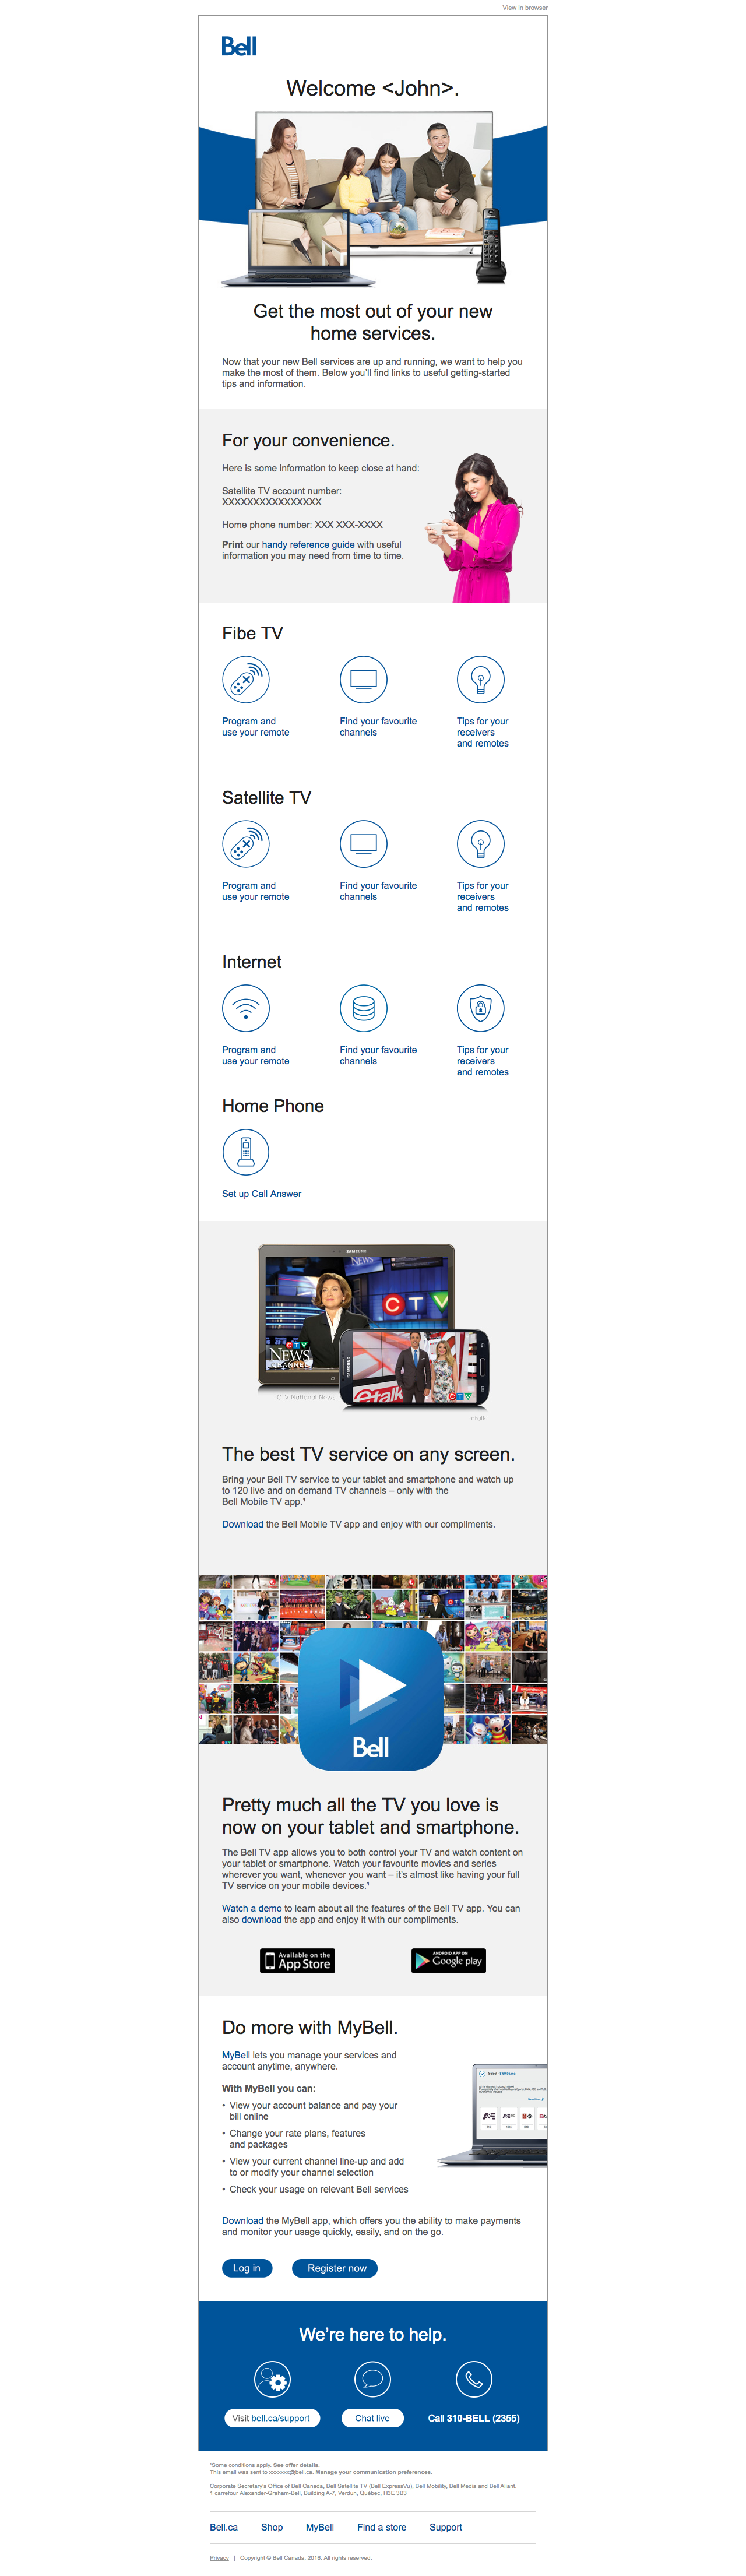 View in browser
Bell
Welcome <John>.
Get the most out of your new
home services.
Now that your new Bell services are up and running, we want to help you
make the most of them. Below you'll find links to useful getting-started
tips and information.
For your convenience.
Here is some information to keep close at hand:
Satellite TV account number:
XXXXXXXXXXXXXXXX
Home phone number: XXX XXX-XXXX
Print our handy reference guide with useful
information you may need from time to time.
Fibe TV
Program and
use your remote
Find your favourite
channels
Tips for your
receivers
and remotes
Satellite TV
Program and
use your remote
Find your favourite
channels
Tips for your
receivers
and remotes
Internet
Program and
use your remote
Find your favourite
channels
Tips for your
receivers
and remotes
Home Phone
Set up Call Answer
SAMSUNG
NEWS
CTV
CTV
NEWS
CHANNEL
SAMSUNG
etalk
CTV
CTV National News
etalk
The best TV service on any screen.
Bring your Bell TV service to your tablet and smartphone and watch up
to 120 live and on demand TV channels – only with the
Bell Mobile TV app.¹
Download the Bell Mobile TV app and enjoy with our compliments.
Bell
Pretty much all the TV you love is
now on your tablet and smartphone.
The Bell TV app allows you to both control your TV and watch content on
your tablet or smartphone. Watch your favourite movies and series
wherever you want, whenever you want – it's almost like having your full
TV service on your mobile devices.¹
Watch a demo to learn about all the features of the Bell TV app. You can
also download the app and enjoy it with our compliments.
Available on the
App Store
ANDROID APP ON
Google play
Do more with MyBell.
MyBell lets you manage your services and
account anytime, anywhere.
With MyBell you can:
• View your account balance and pay your
bill online
• Change your rate plans, features
and packages
• View your current channel line-up and add
to or modify your channel selection
• Check your usage on relevant Bell services
A&E
Download the MyBell app, which offers you the ability to make payments
and monitor your usage quickly, easily, and on the go.
Log in
Register now
We're here to help.
Visit bell.ca/support
Chat live
Call 310-BELL (2355)
¹Some conditions apply. See offer details.
This email was sent to xxxxxxx@bell.ca. Manage your communication preferences.
Corporate Secretary's Office of Bell Canada, Bell Satellite TV (Bell ExpressVu), Bell Mobility, Bell Media and Bell Aliant.
1 carrefour Alexander-Graham-Bell, Building A-7, Verdun, Québec, H3E 3B3
Bell.ca
Shop
MyBell
Find a store
Support
Privacy | Copyright © Bell Canada, 2016. All rights reserved.